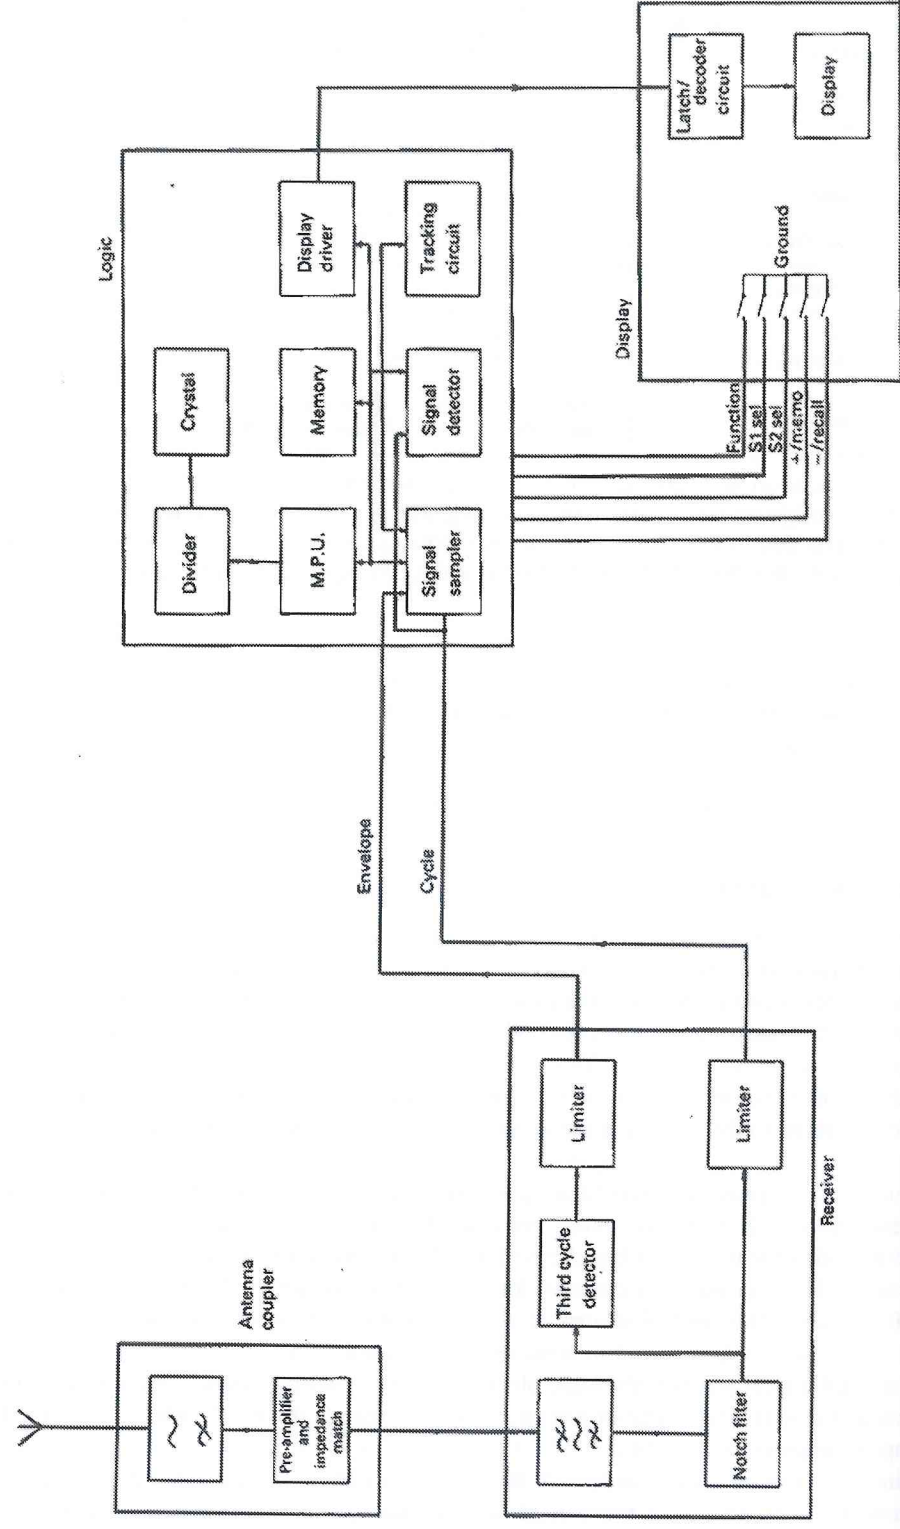 Antenna
coupler
Pre-amplifier
and
impedance
match
Notch filter
Third cycle
detector
Limiter
Limiter
Receiver
Envelope
Cycle
Logic
Divider
Crystal
M.P.U.
Memory
Display
driver
Signal
sampler
Signal
detector
Tracking
circuit
Function
S1 sel
S2 sel
+/memo
−/recall
Display
Ground
Latch/
decoder
circuit
Display